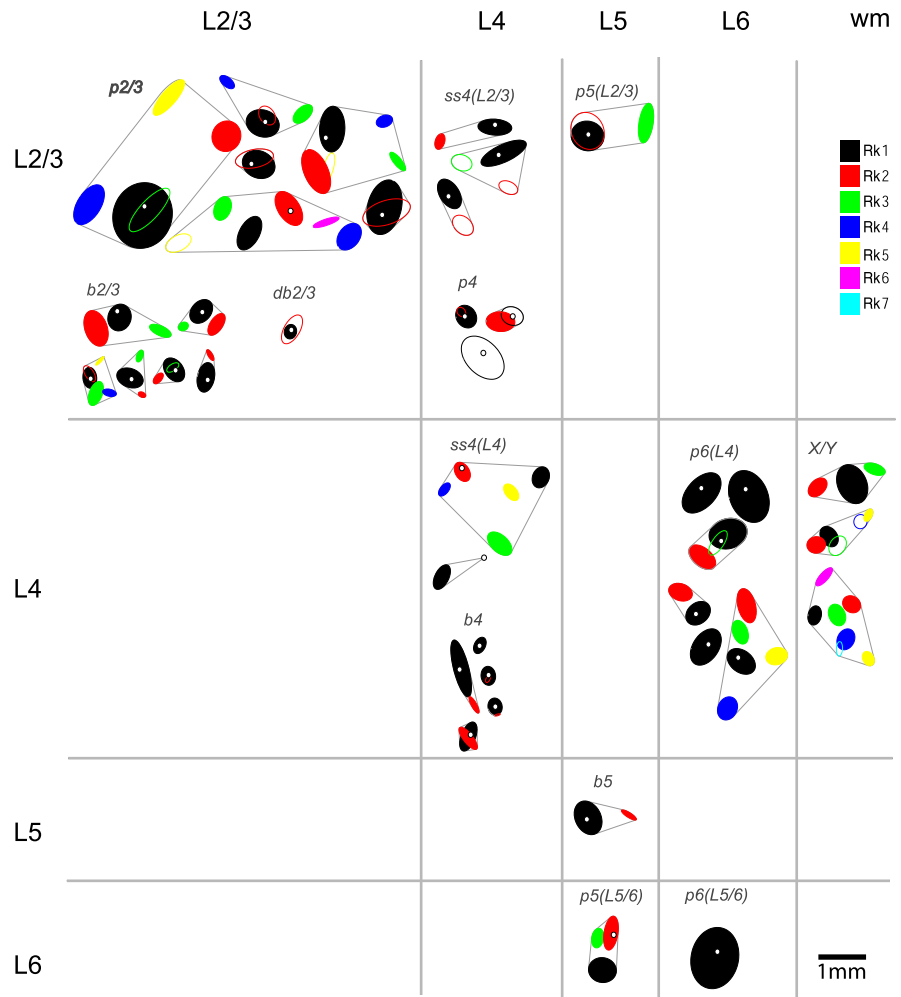 L2/3 L4 L5 L6 wm
L2/3
p2/3
ss4(L2/3)
p5(L2/3)
Rk1
Rk2
Rk3
Rk4
Rk5
Rk6
Rk7
b2/3
db2/3
p4
L4
ss4(L4)
p6(L4)
X/Y
b4
L5
b5
L6
p5(L5/6)
p6(L5/6)
1mm